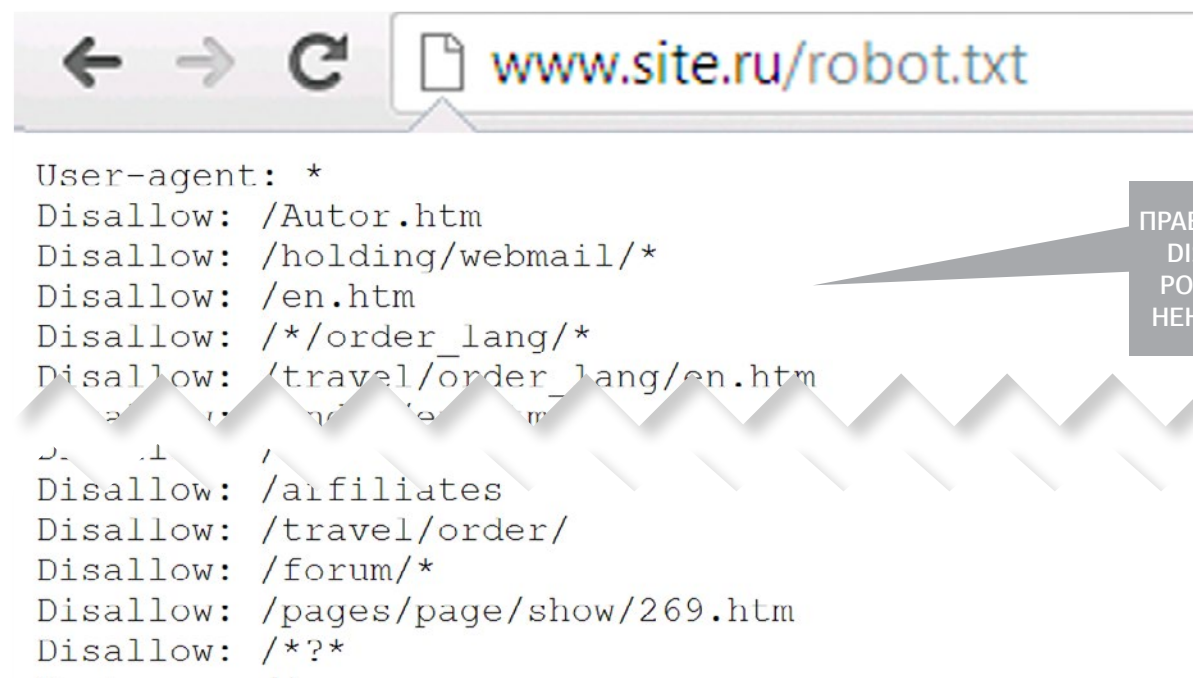 www.site.ru/robot.txt
User-agent: *
Disallow: /Autor.htm
Disallow: /holding/webmail/*
Disallow: /en.htm
Disallow: /*/order_lang/*
Disallow: /travel/order_lang/en.htm
Disallow: /affiliates
Disallow: /travel/order/
Disallow: /forum/*
Disallow: /pages/page/show/269.htm
Disallow: /*?*